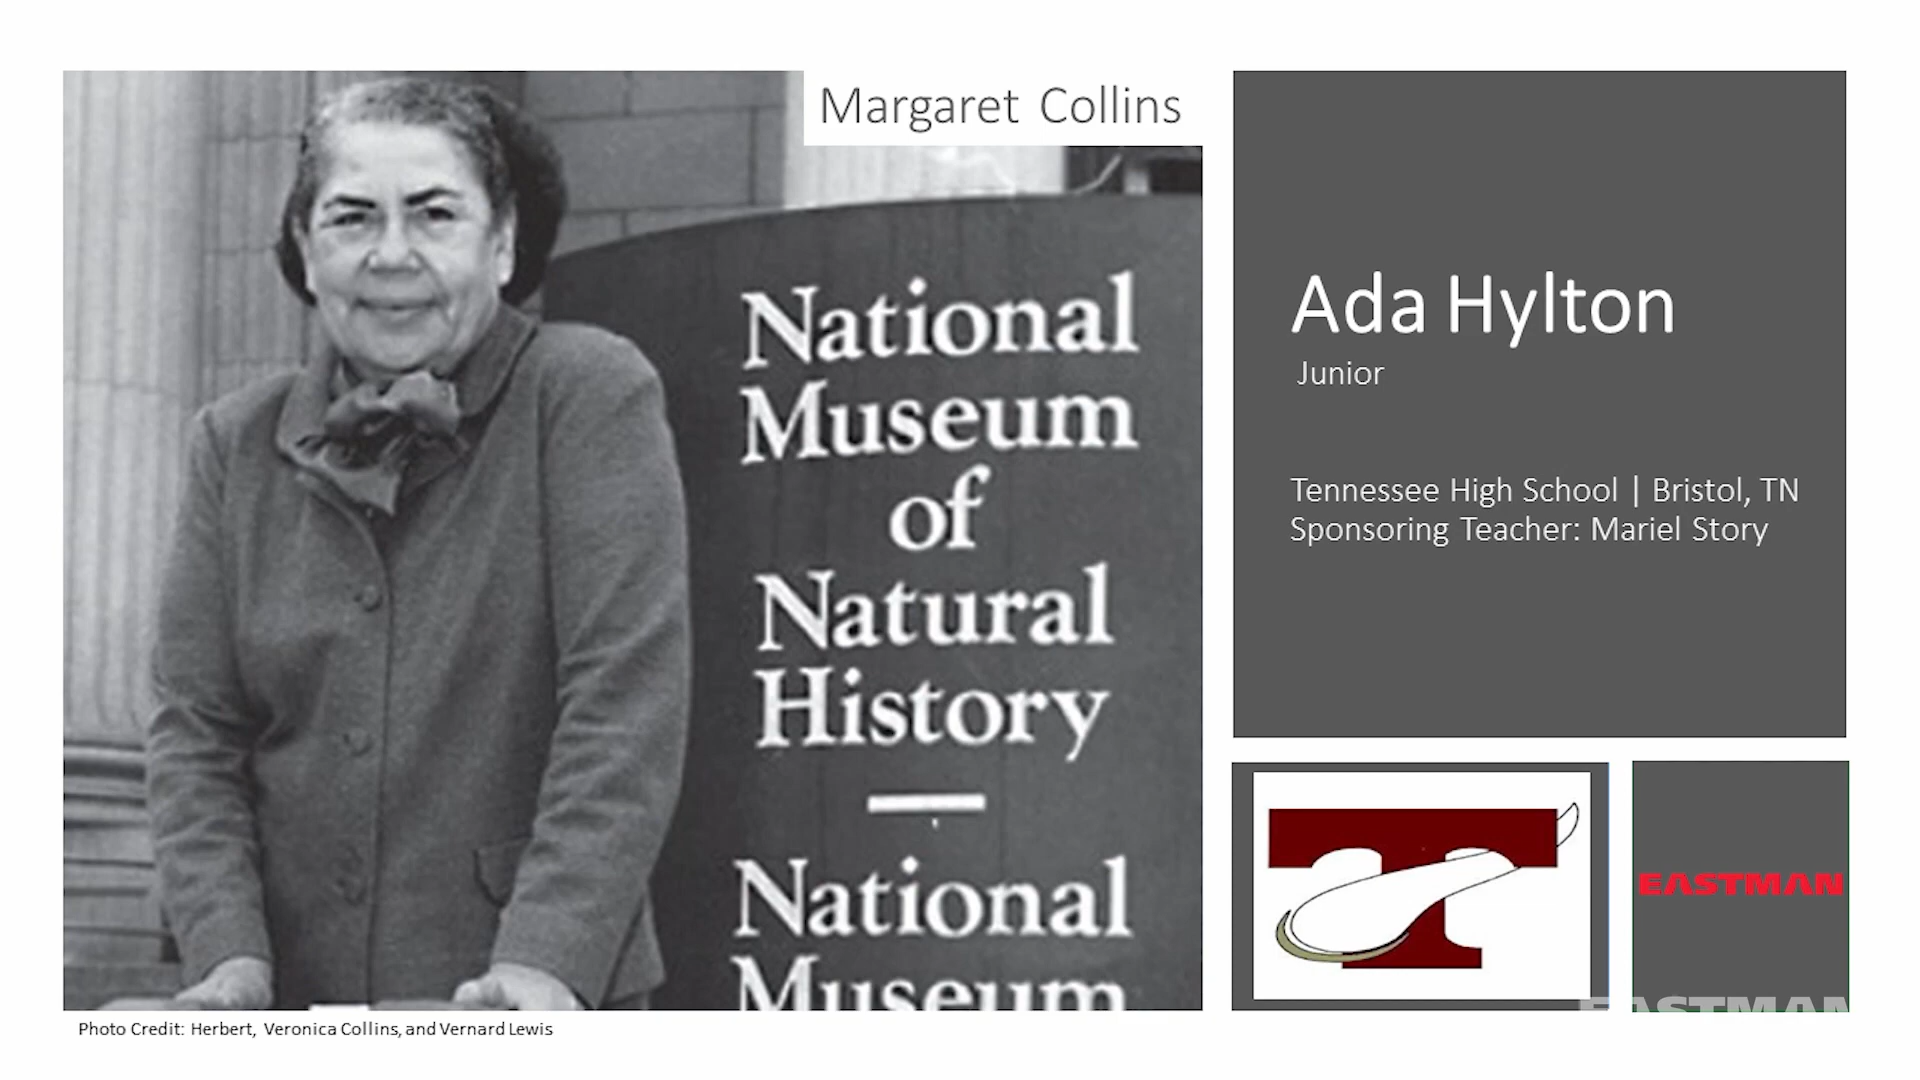 Margaret Collins
National
Museum
of
Natural
History
National
Museum
Photo Credit: Herbert, Veronica Collins, and Vernard Lewis
Ada Hylton
Junior
Tennessee High School | Bristol, TN
Sponsoring Teacher: Mariel Story
T
EASTMAN
EASTMAN